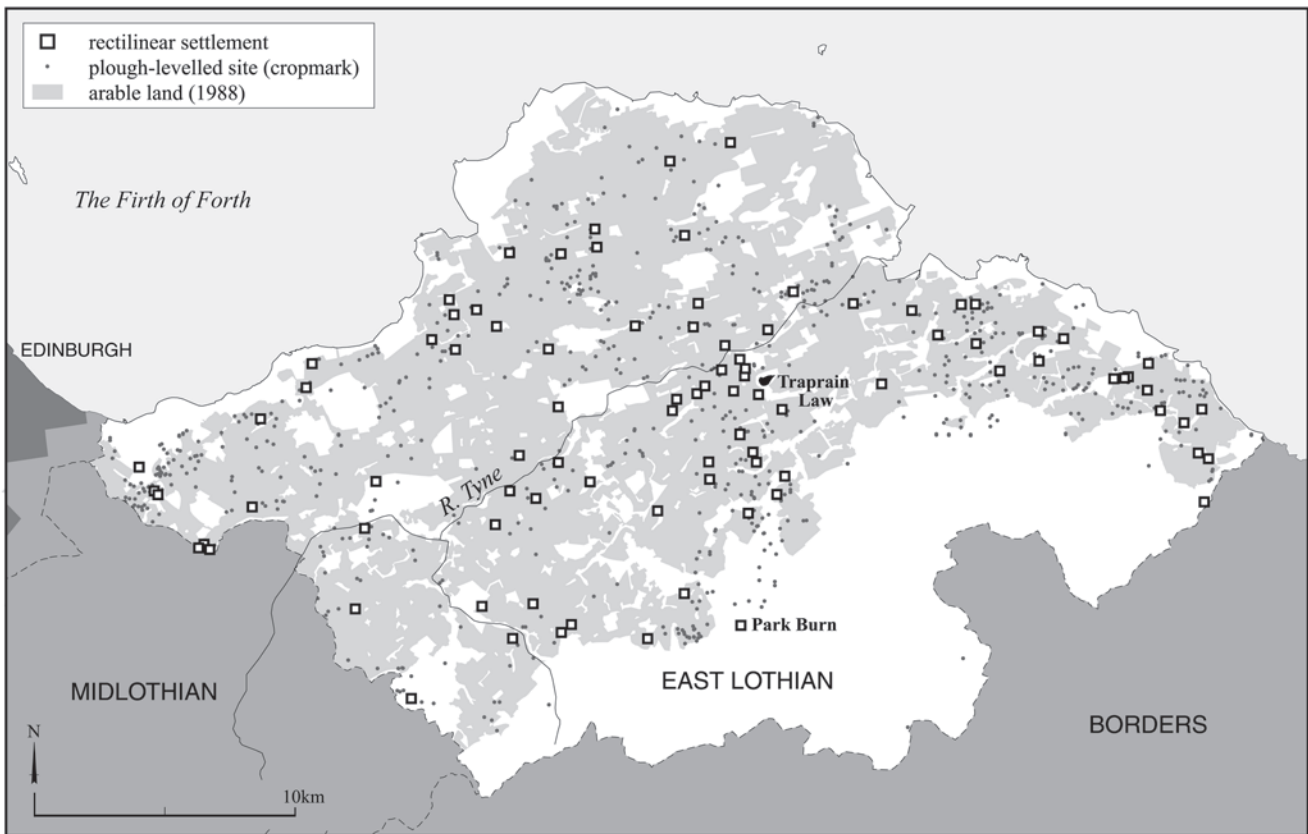 rectilinear settlement
plough-levelled site (cropmark)
arable land (1988)
The Firth of Forth
EDINBURGH
Traprain
Law
R. Tyne
Park Burn
EAST LOTHIAN
MIDLOTHIAN
BORDERS
N
10km